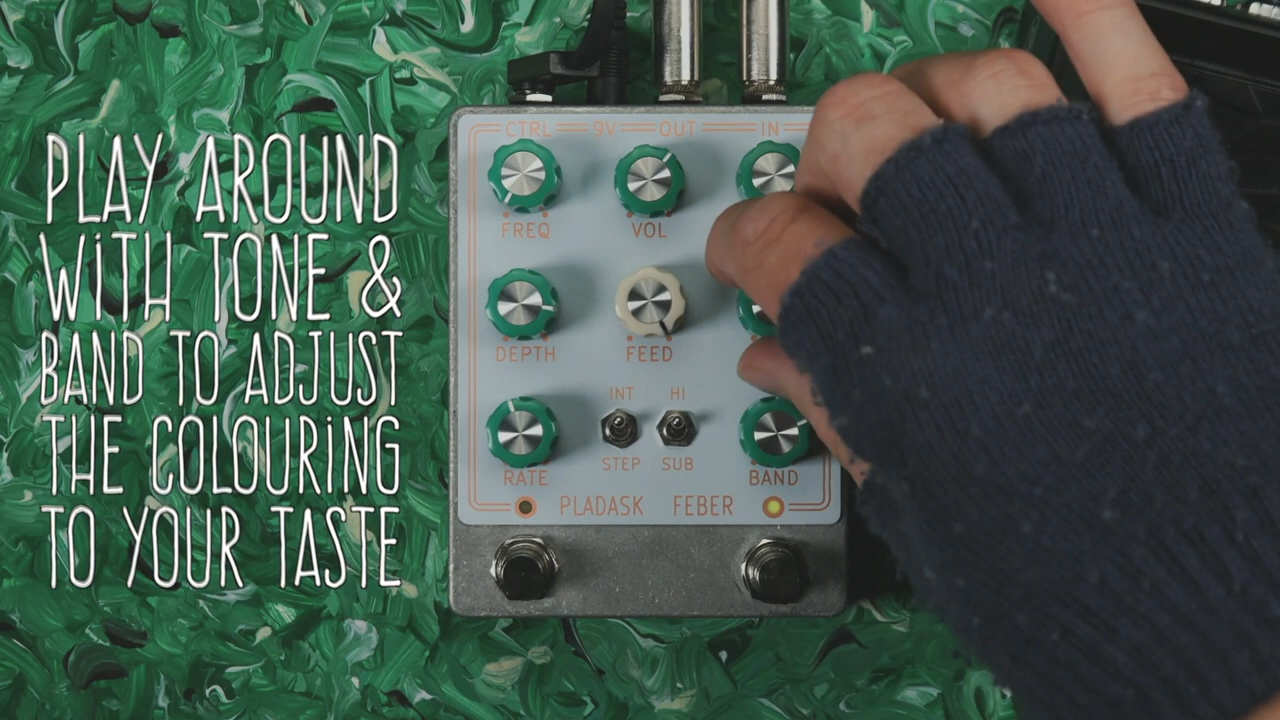 PLAY AROUND
WITH TONE &
BAND TO ADJUST
THE COLOURING
TO YOUR TASTE
CTRL 9V OUT IN
FREQ VOL
DEPTH FEED
INT HI
STEP SUB
RATE BAND
PLADASK FEBER